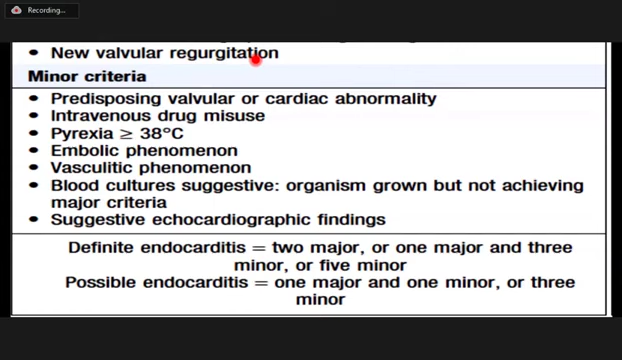 Recording...
• New valvular regurgitation
Minor criteria
• Predisposing valvular or cardiac abnormality
• Intravenous drug misuse
• Pyrexia ≥ 38°C
• Embolic phenomenon
• Vasculitic phenomenon
• Blood cultures suggestive: organism grown but not achieving
major criteria
• Suggestive echocardiographic findings
Definite endocarditis = two major, or one major and three
minor, or five minor
Possible endocarditis = one major and one minor, or three
minor